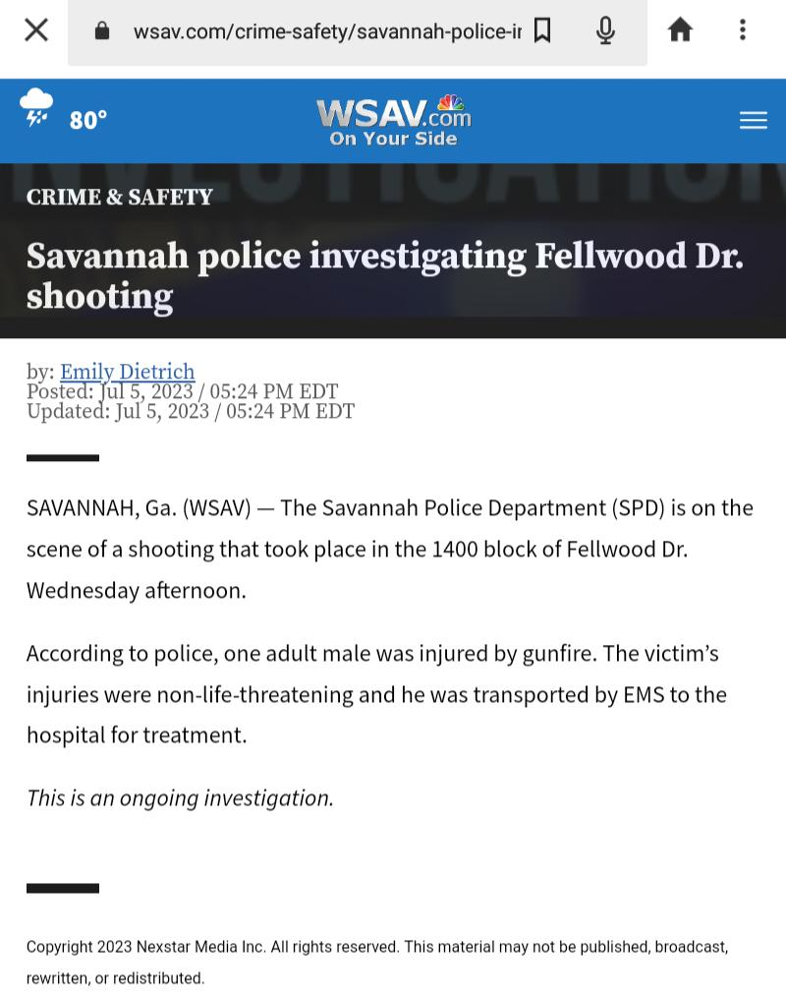 wsav.com/crime-safety/savannah-police-ir
80°
WSAV.com
On Your Side
INVESTIGATION
CRIME & SAFETY
Savannah police investigating Fellwood Dr.
shooting
by: Emily Dietrich
Posted: Jul 5, 2023 / 05:24 PM EDT
Updated: Jul 5, 2023 / 05:24 PM EDT
SAVANNAH, Ga. (WSAV) — The Savannah Police Department (SPD) is on the
scene of a shooting that took place in the 1400 block of Fellwood Dr.
Wednesday afternoon.
According to police, one adult male was injured by gunfire. The victim’s
injuries were non-life-threatening and he was transported by EMS to the
hospital for treatment.
This is an ongoing investigation.
Copyright 2023 Nexstar Media Inc. All rights reserved. This material may not be published, broadcast,
rewritten, or redistributed.